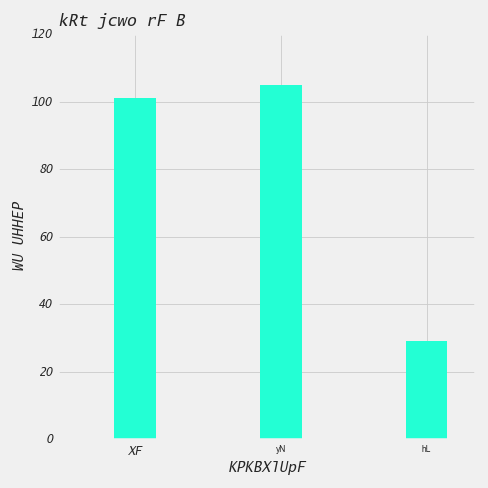 kRt jcwo rF B
120
100
80
60
40
20
0
WU UHHEP
XF
yN
hL
KPKBXlUpF